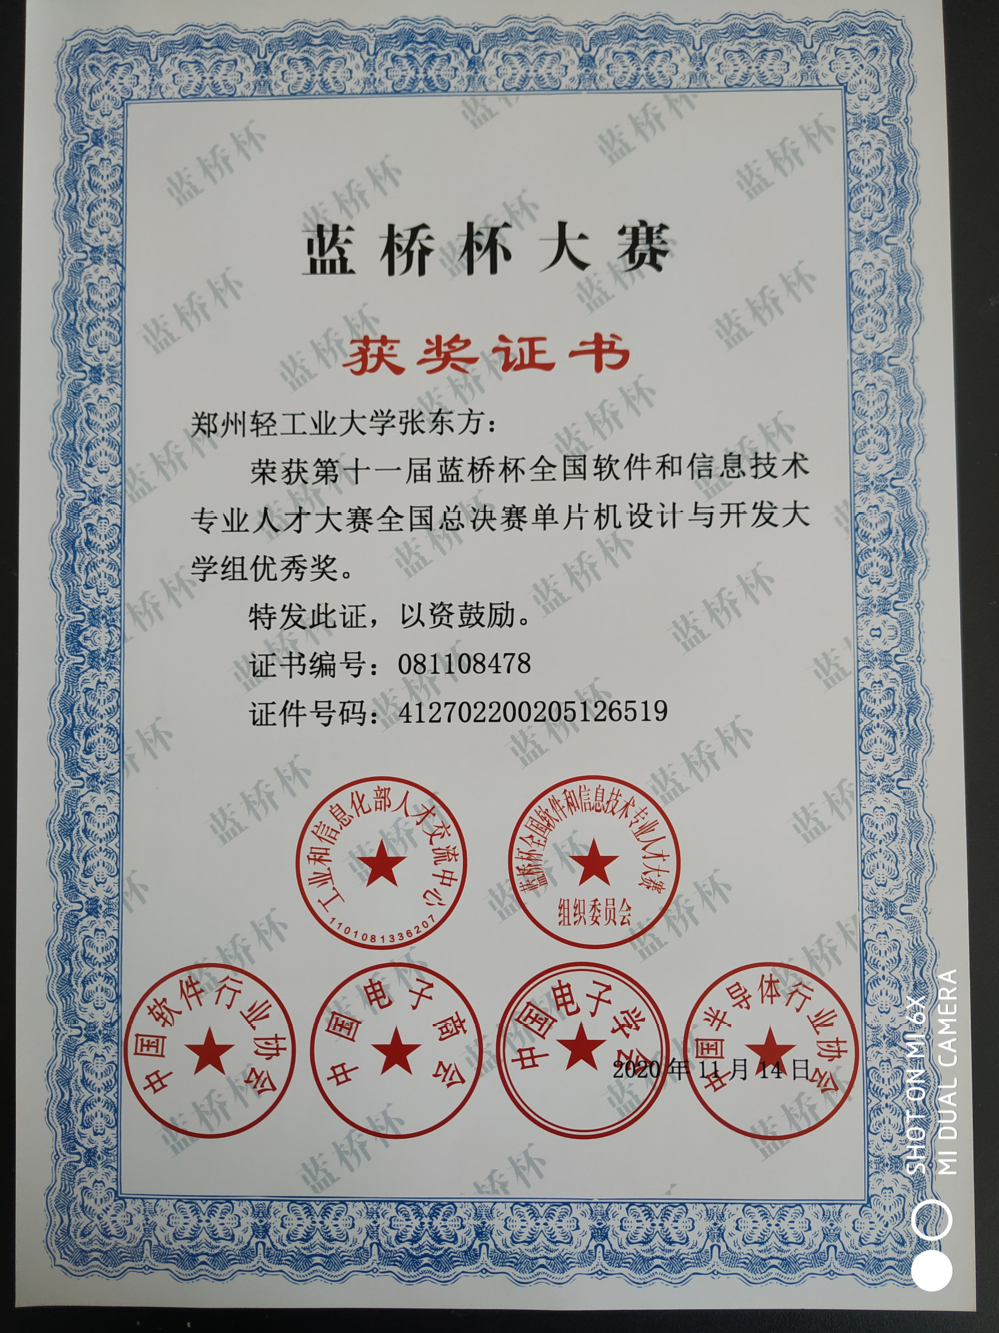 蓝桥杯大赛
获奖证书
郑州轻工业大学张东方：
荣获第十一届蓝桥杯全国软件和信息技术
专业人才大赛全国总决赛单片机设计与开发大
学组优秀奖。
特发此证，以资鼓励。
证书编号：081108478
证件号码：412702200205126519
工业和信息化部人才交流中心
1101081336207
蓝桥杯全国软件和信息技术专业人才大赛
组织委员会
中国软件行业协会
中国电子商会
中国电子学会
中国半导体行业协会
2020年11月14日
SHOT ON MI 6X
MI DUAL CAMERA